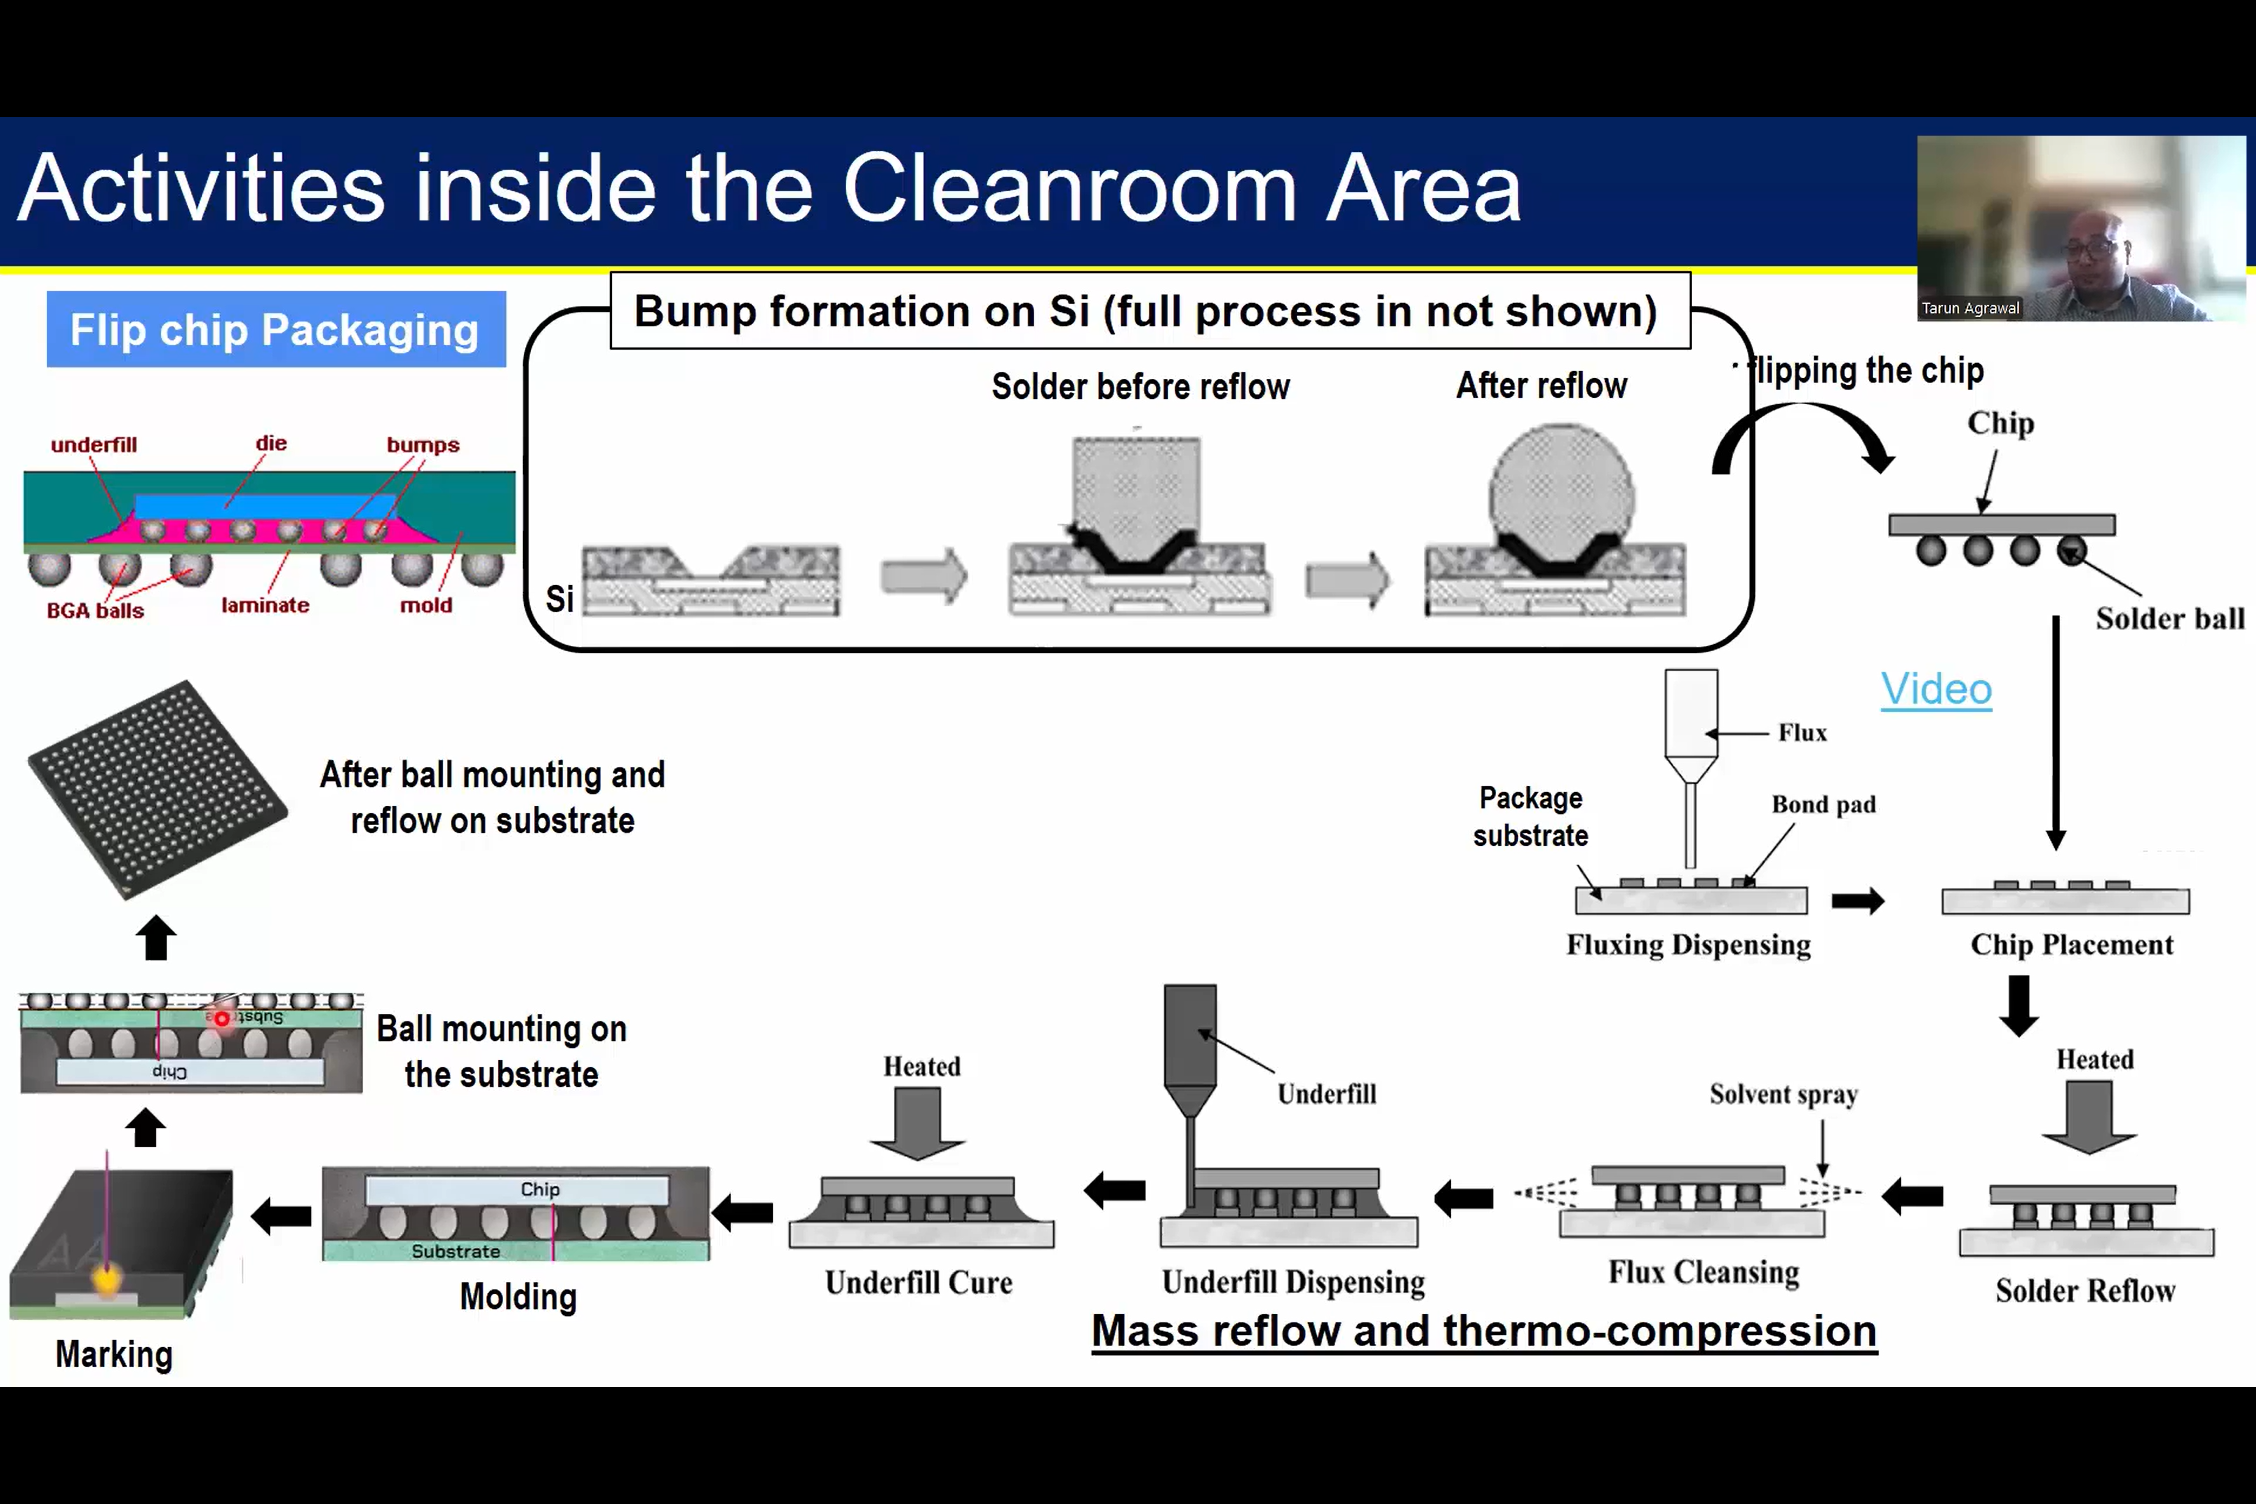 Activities inside the Cleanroom Area
Tarun Agrawal
Flip chip Packaging
Bump formation on Si (full process in not shown)
Solder before reflow
After reflow
flipping the chip
Chip
underfill
die
bumps
BGA balls
laminate
mold
Si
Solder ball
Video
Flux
Package
substrate
Bond pad
After ball mounting and
reflow on substrate
Fluxing Dispensing
Chip Placement
Substrate
Chip
Ball mounting on
the substrate
Heated
Underfill
Solvent spray
Heated
Chip
Substrate
Marking
Molding
Underfill Cure
Underfill Dispensing
Flux Cleansing
Solder Reflow
Mass reflow and thermo-compression